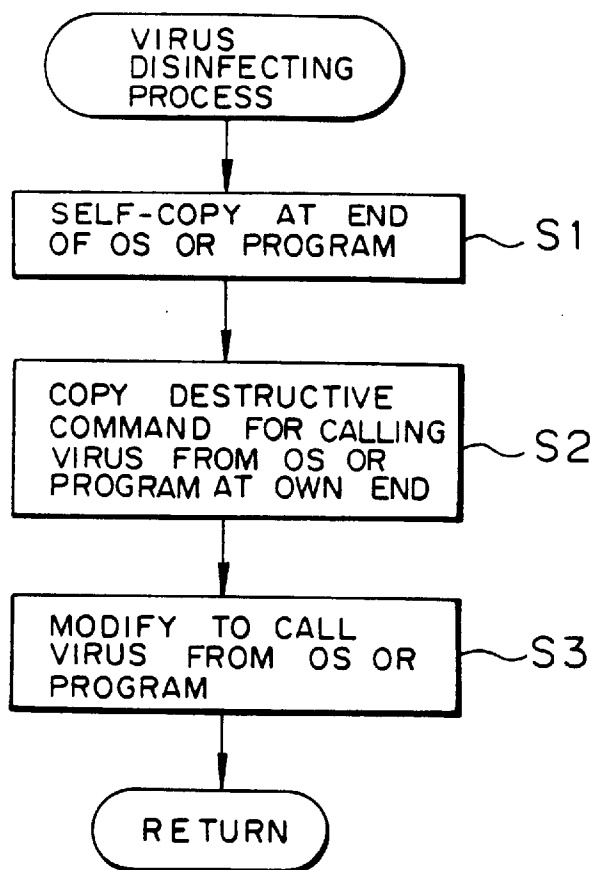 VIRUS
DISINFECTING
PROCESS
SELF-COPY AT END
OF OS OR PROGRAM
S1
COPY DESTRUCTIVE
COMMAND FOR CALLING
VIRUS FROM OS OR
PROGRAM AT OWN END
S2
MODIFY TO CALL
VIRUS FROM OS OR
PROGRAM
S3
RETURN